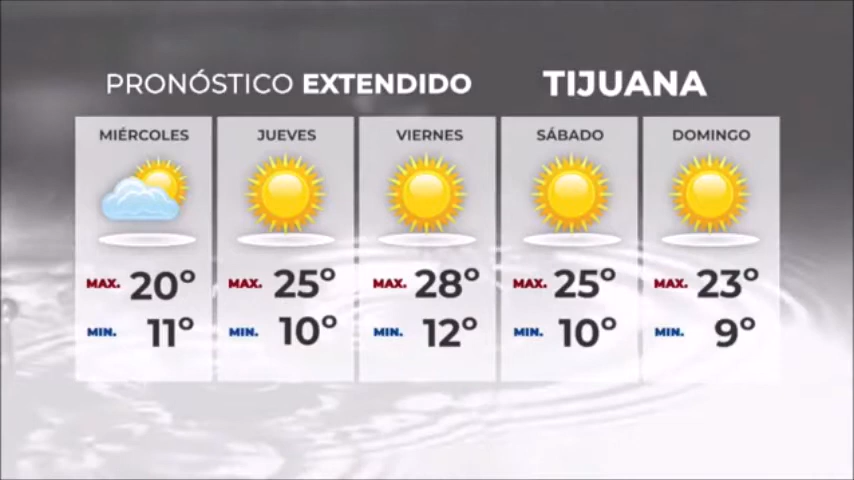 PRONÓSTICO EXTENDIDO TIJUANA
MIÉRCOLES
MAX. 20°
MIN. 11°
JUEVES
MAX. 25°
MIN. 10°
VIERNES
MAX. 28°
MIN. 12°
SÁBADO
MAX. 25°
MIN. 10°
DOMINGO
MAX. 23°
MIN. 9°